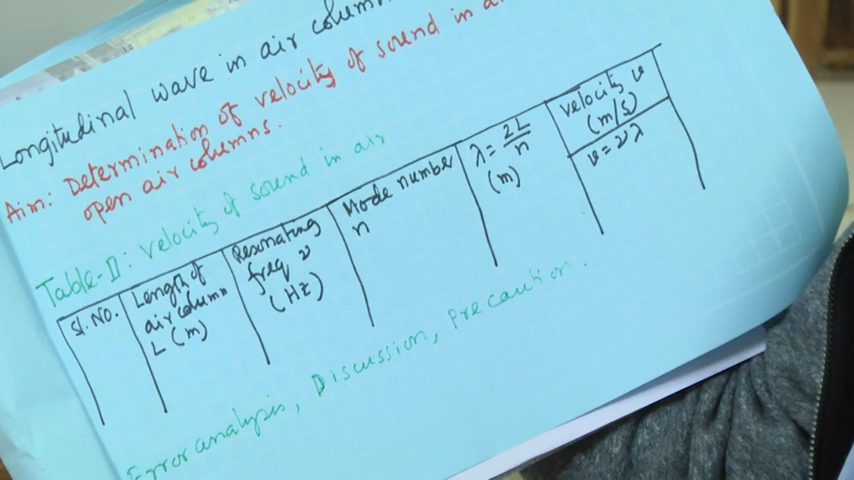 Longitudinal wave in air column
Aim: Determination of velocity of sound in
open air columns.
Table-II: Velocity of sound in air
Sl. No.
Length of
air column
L (m)
Resonating
freq ν
(Hz)
Mode number
n
λ = 2L/n
(m)
velocity v
(m/s)
v = νλ
Error analysis, Discussion, Precaution.